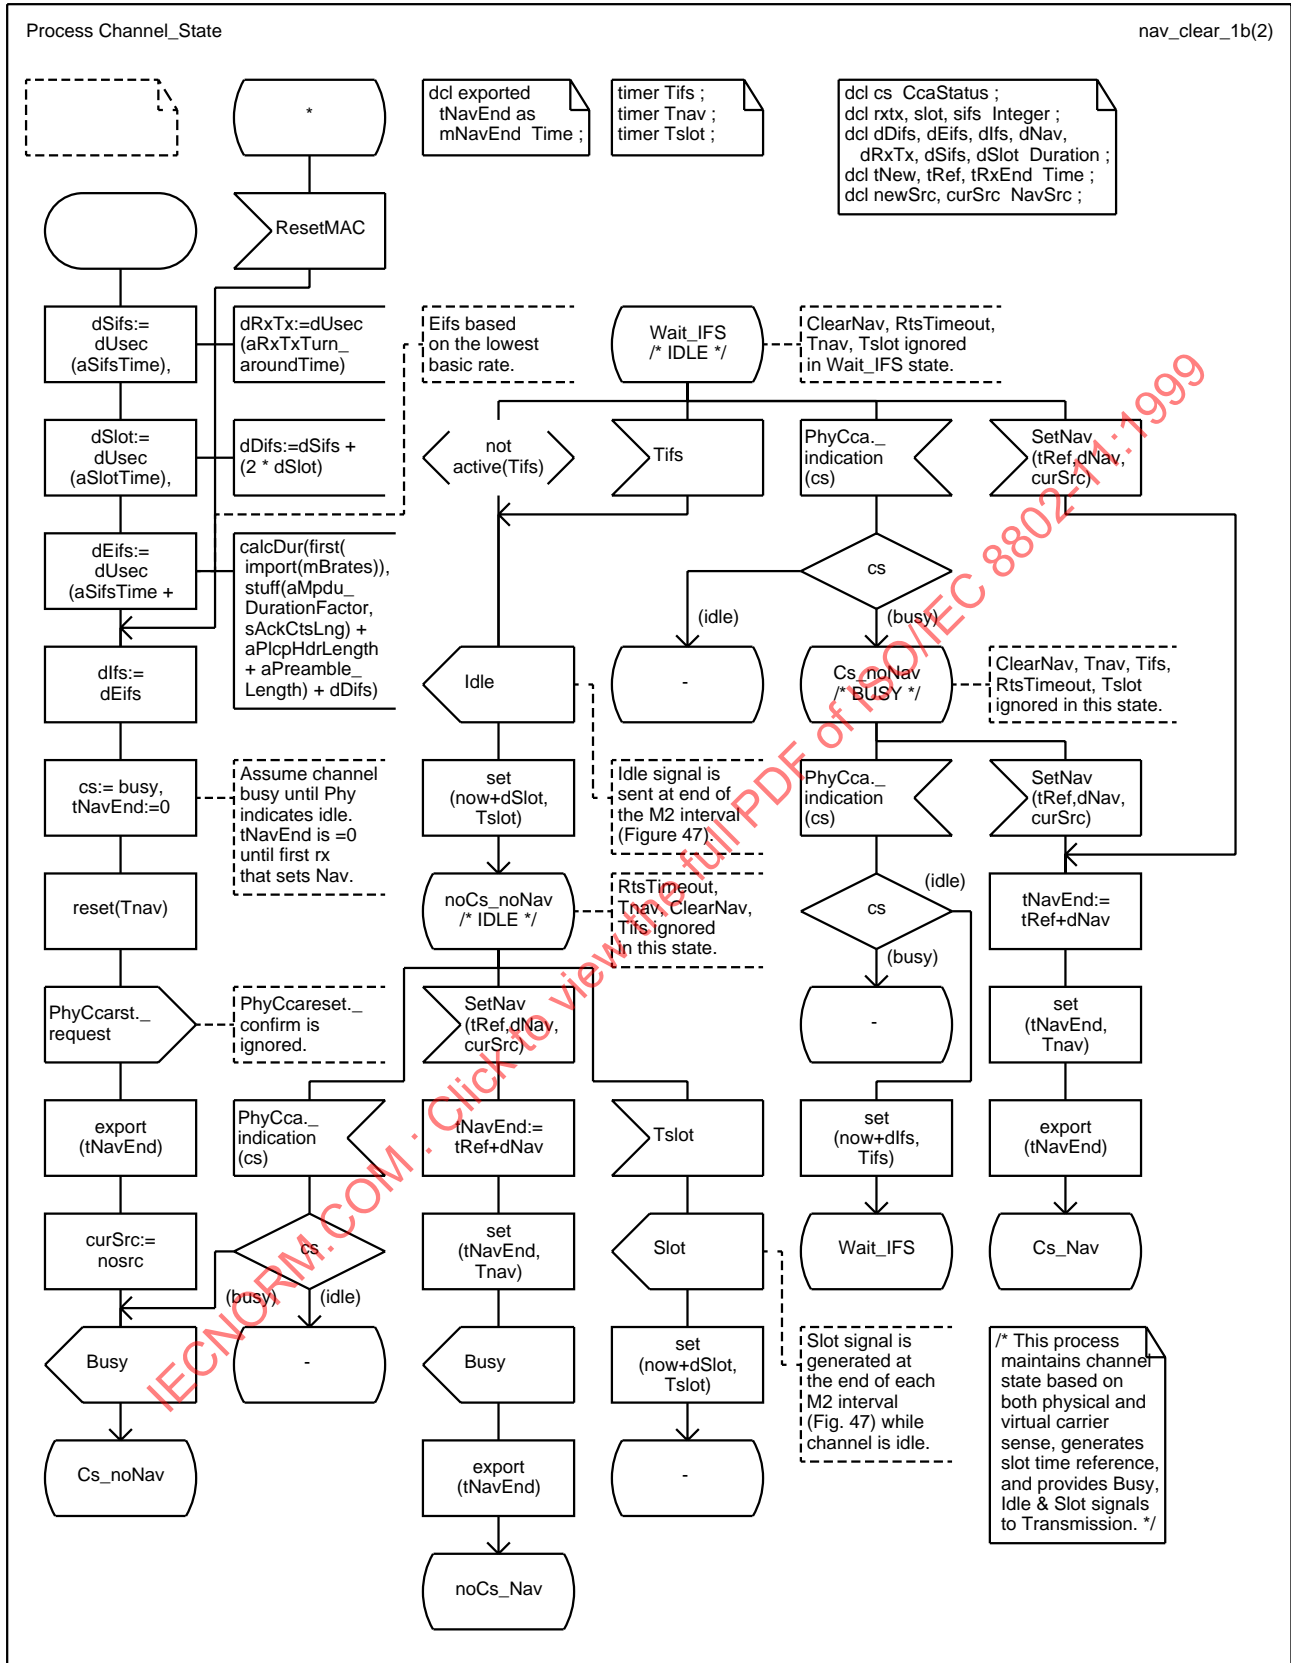 Process Channel_State
nav_clear_1b(2)
*
dcl exported
tNavEnd as
mNavEnd Time ;
timer Tifs ;
timer Tnav ;
timer Tslot ;
dcl cs CcaStatus ;
dcl rxtx, slot, sifs Integer ;
dcl dDifs, dEifs, dIfs, dNav,
dRxTx, dSifs, dSlot Duration ;
dcl tNew, tRef, tRxEnd Time ;
dcl newSrc, curSrc NavSrc ;
ResetMAC
dSifs:=
dUsec
(aSifsTime),
dRxTx:=dUsec
(aRxTxTurn_
aroundTime)
Eifs based
on the lowest
basic rate.
Wait_IFS
/* IDLE */
ClearNav, RtsTimeout,
Tnav, Tslot ignored
in Wait_IFS state.
dSlot:=
dUsec
(aSlotTime),
dDifs:=dSifs +
(2 * dSlot)
not
active(Tifs)
Tifs
PhyCca._
indication
(cs)
SetNav
(tRef,dNav,
curSrc)
dEifs:=
dUsec
(aSifsTime +
calcDur(first(
import(mBrates)),
stuff(aMpdu_
DurationFactor,
sAckCtsLng) +
aPlcpHdrLength
+ aPreamble_
Length) + dDifs)
cs
(idle)
(busy)
dIfs:=
dEifs
Idle
-
Cs_noNav
/* BUSY */
ClearNav, Tnav, Tifs,
RtsTimeout, Tslot
ignored in this state.
cs:= busy,
tNavEnd:=0
Assume channel
busy until Phy
indicates idle.
tNavEnd is =0
until first rx
that sets Nav.
set
(now+dSlot,
Tslot)
Idle signal is
sent at end of
the M2 interval
(Figure 47).
PhyCca._
indication
(cs)
SetNav
(tRef,dNav,
curSrc)
reset(Tnav)
noCs_noNav
/* IDLE */
RtsTimeout,
Tnav, ClearNav,
Tifs ignored
in this state.
cs
(idle)
(busy)
tNavEnd:=
tRef+dNav
PhyCcarst._
request
PhyCcareset._
confirm is
ignored.
SetNav
(tRef,dNav,
curSrc)
-
set
(tNavEnd,
Tnav)
export
(tNavEnd)
PhyCca._
indication
(cs)
tNavEnd:=
tRef+dNav
Tslot
set
(now+dIfs,
Tifs)
export
(tNavEnd)
curSrc:=
nosrc
cs
(busy)
(idle)
set
(tNavEnd,
Tnav)
Slot
Wait_IFS
Cs_Nav
Busy
-
Busy
set
(now+dSlot,
Tslot)
Slot signal is
generated at
the end of each
M2 interval
(Fig. 47) while
channel is idle.
/* This process
maintains channel
state based on
both physical and
virtual carrier
sense, generates
slot time reference,
and provides Busy,
Idle & Slot signals
to Transmission. */
Cs_noNav
export
(tNavEnd)
-
noCs_Nav
IECNORM.COM : Click to view the full PDF of ISO/IEC 8802-11:1999